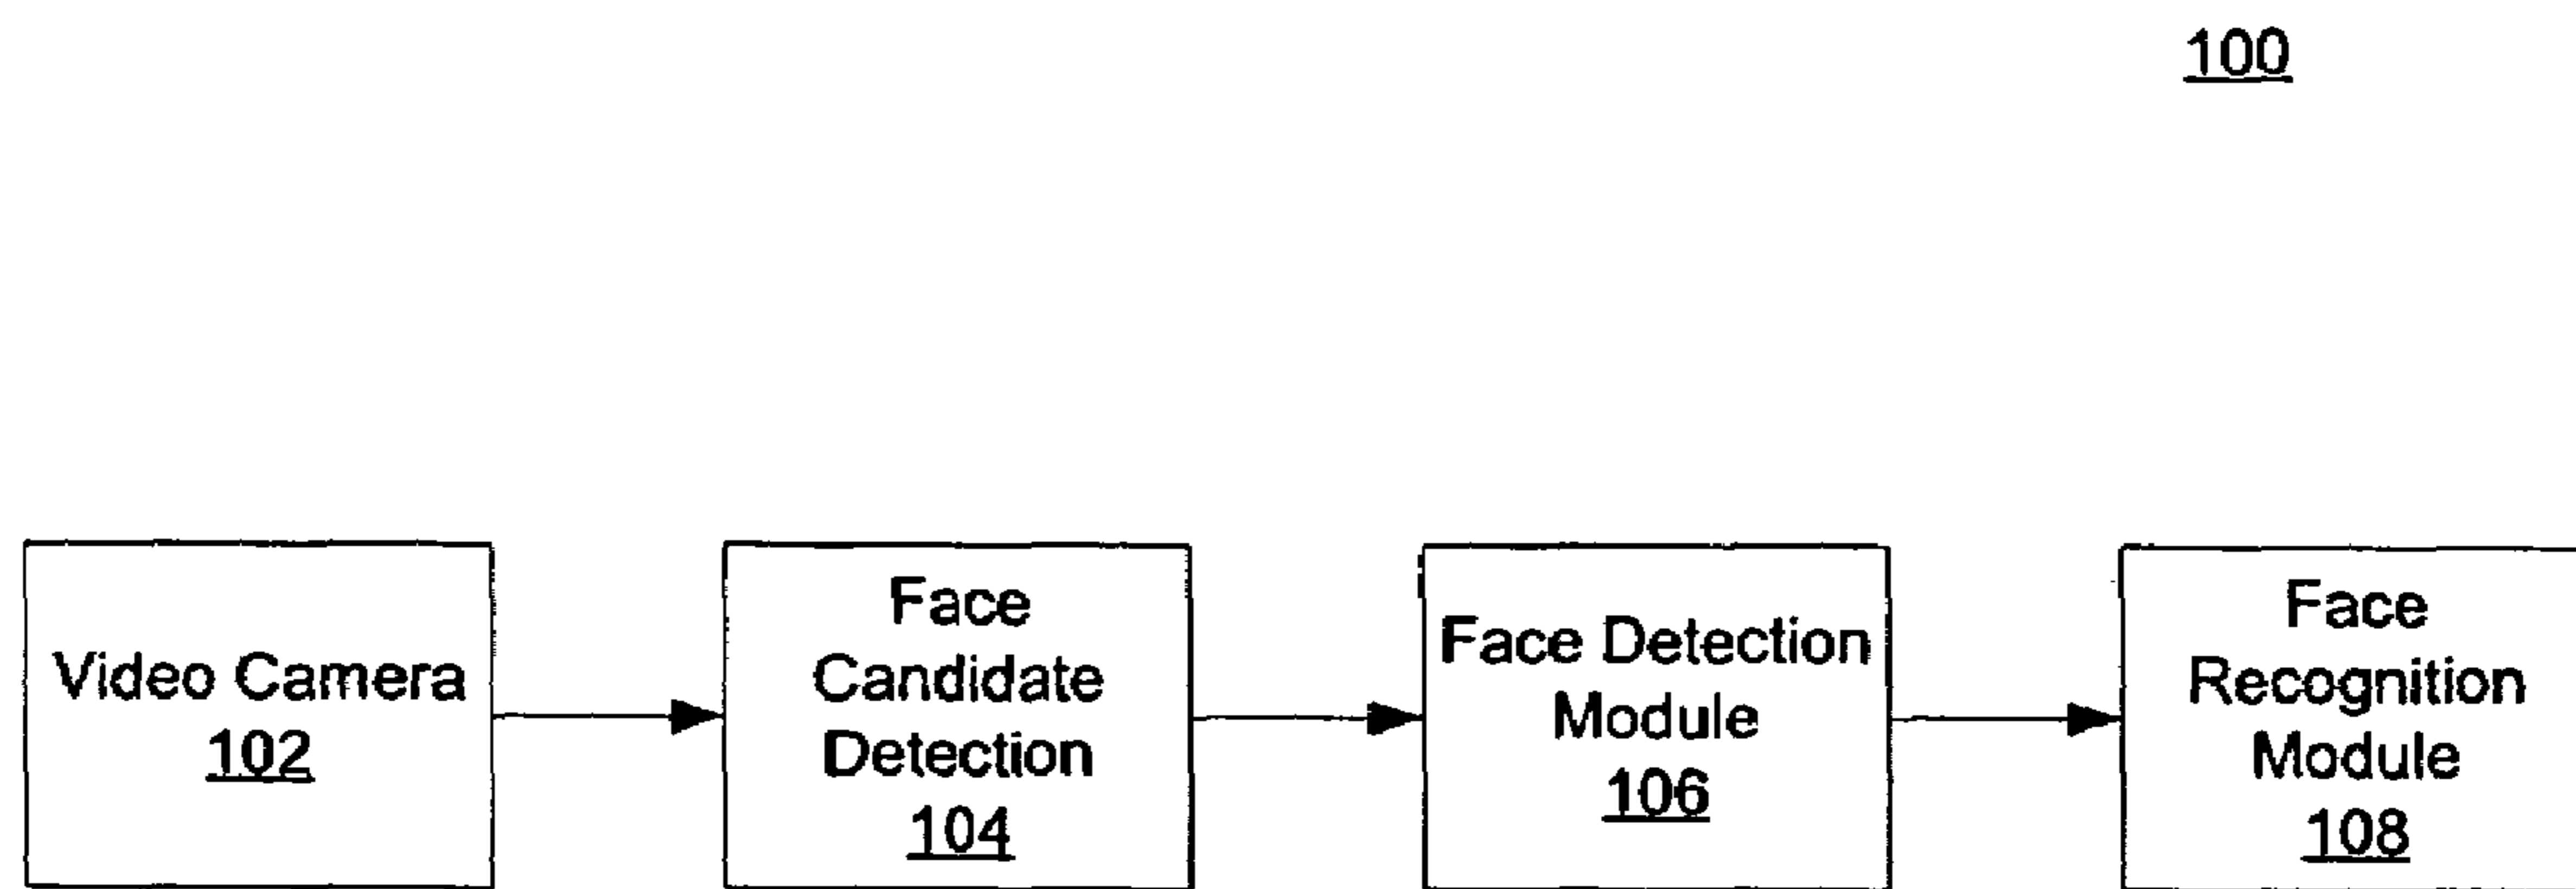 100
Video Camera
102
Face
Candidate
Detection
104
Face Detection
Module
106
Face
Recognition
Module
108